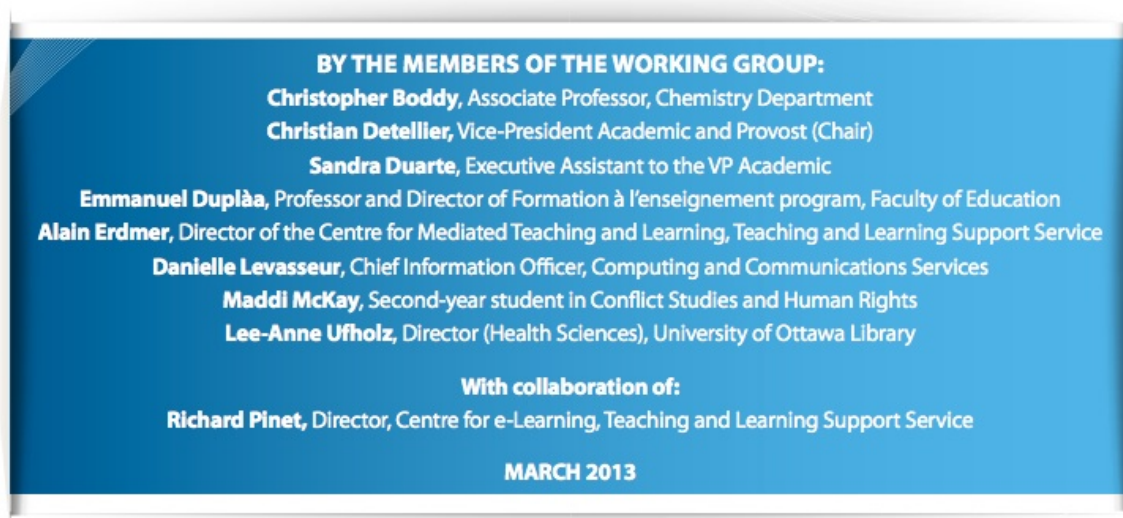 BY THE MEMBERS OF THE WORKING GROUP:
Christopher Boddy, Associate Professor, Chemistry Department
Christian Detellier, Vice-President Academic and Provost (Chair)
Sandra Duarte, Executive Assistant to the VP Academic
Emmanuel Duplàa, Professor and Director of Formation à l'enseignement program, Faculty of Education
Alain Erdmer, Director of the Centre for Mediated Teaching and Learning, Teaching and Learning Support Service
Danielle Levasseur, Chief Information Officer, Computing and Communications Services
Maddi McKay, Second-year student in Conflict Studies and Human Rights
Lee-Anne Ufholz, Director (Health Sciences), University of Ottawa Library
With collaboration of:
Richard Pinet, Director, Centre for e-Learning, Teaching and Learning Support Service
MARCH 2013